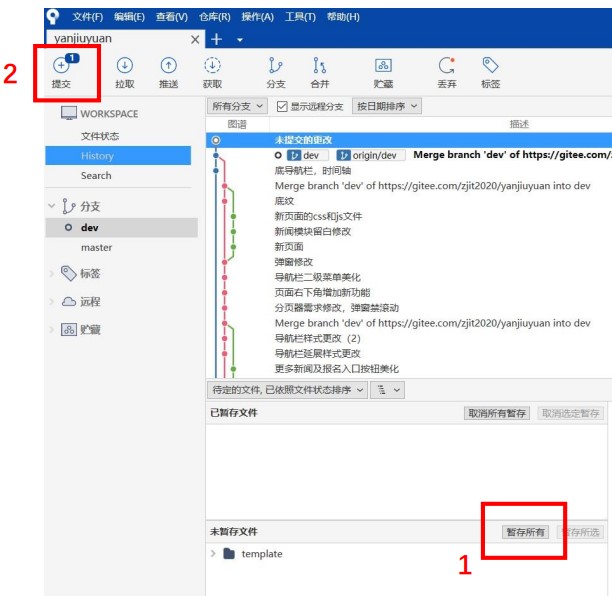 文件(F) 编辑(E) 查看(V) 仓库(R) 操作(A) 工具(T) 帮助(H)
yanjiuyuan
2
1
提交 拉取 推送 获取 分支 合并 贮藏 丢弃 标签
WORKSPACE
文件状态
History
Search
分支
dev
master
标签
远程
贮藏
所有分支 显示远程分支 按日期排序
图谱 描述
未提交的更改
dev origin/dev Merge branch 'dev' of https://gitee.com/
底导航栏，时间轴
Merge branch 'dev' of https://gitee.com/zjit2020/yanjiuyuan into dev
底纹
新页面的css和js文件
新闻模块留白修改
新页面
弹窗修改
导航栏二级菜单美化
页面右下角增加新功能
分页器需求修改，弹窗禁滚动
Merge branch 'dev' of https://gitee.com/zjit2020/yanjiuyuan into dev
导航栏样式更改（2）
导航栏延展样式更改
更多新闻及报名入口按钮美化
待定的文件, 已依照文件状态排序
已暂存文件 取消所有暂存 取消选定暂存
未暂存文件 暂存所有 暂存所选
template
1